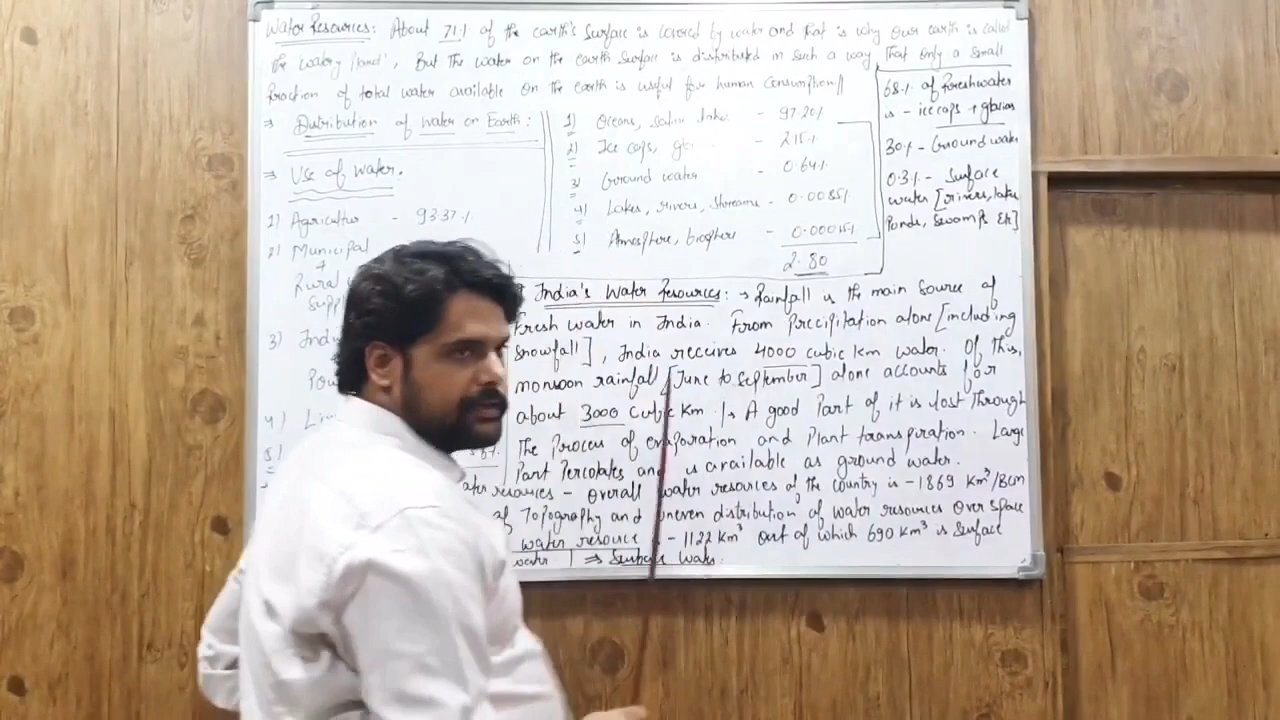 Water Resources: About 71% of the earth's surface is covered by water and that is why our earth is called
the watery planet', But the water on the earth surface is distributed in such a way that only a small
fraction of total water available on the earth is useful for human consumption//
⇒ Distribution of water on Earth:
⇒ Use of water.
1) Agriculture - 93.37%
2) Municipal
+
Rural
Supp
3) Ind
Pow
4) Li
5)
1) Oceans, saline lakes - 97.20%
2) Ice caps, gla - 2.15%
3) Ground water - 0.64%
4) Lakes, rivers, streams - 0.0085%
5) Atmosphere, biosphere - 0.00015%
2.80
68% of Freshwater
is - ice caps + glaciers
30% - Ground water
0.3% - Surface
water [rivers, lakes
Ponds, Swamps Etc]
India's Water Resources: → Rainfall is the main source of
Fresh water in India. From Precipitation alone [including
snowfall], India receives 4000 cubic km water. Of this,
monsoon rainfall [June to September] alone accounts for
about 3000 cubic km. A good Part of it is lost through
the Process of evaporation and Plant transpiration. Large
Part Percolates and is available as ground water.
ater resources - overall water resources of the country is - 1869 km³/BCM
of Topography and uneven distribution of water resources over space
water resource - 1122 km³ out of which 690 km³ is surface
water ⇒ Surface Water.